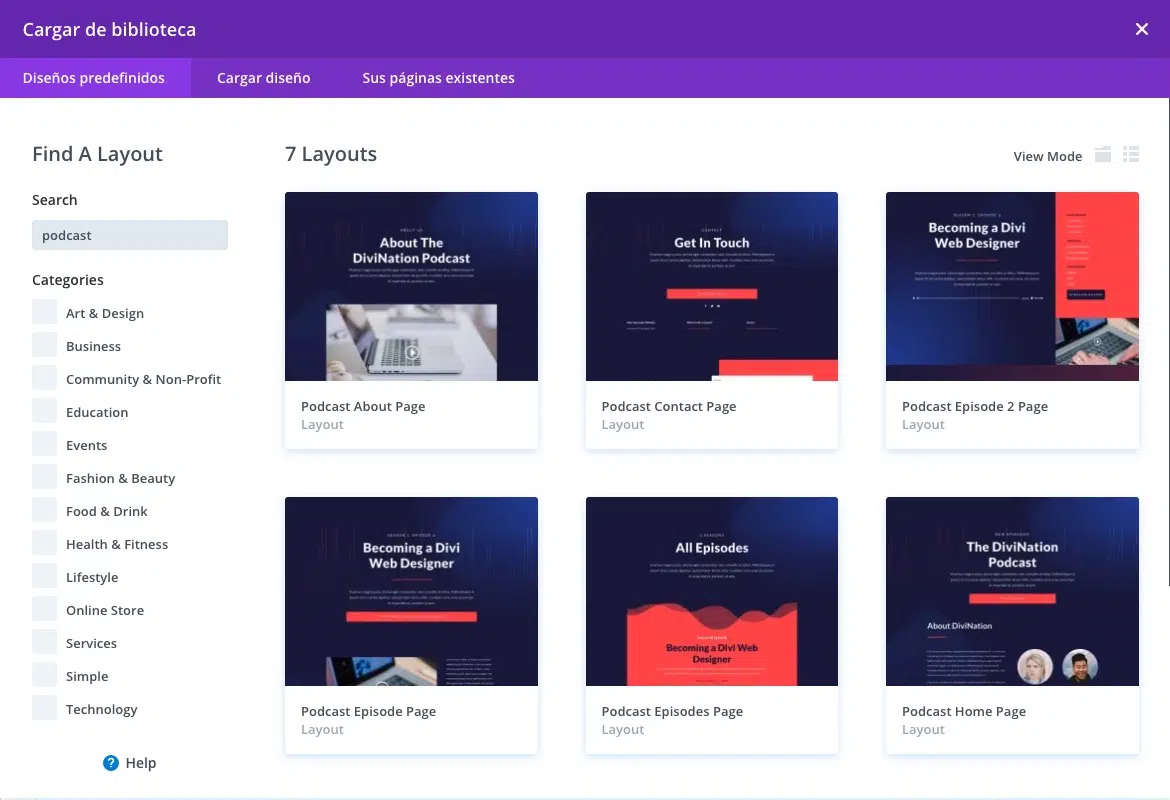 Cargar de biblioteca
Diseños predefinidos
Cargar diseño
Sus páginas existentes
Find A Layout
Search
podcast
Categories
Art & Design
Business
Community & Non-Profit
Education
Events
Fashion & Beauty
Food & Drink
Health & Fitness
Lifestyle
Online Store
Services
Simple
Technology
Help
7 Layouts
View Mode
ABOUT US
About The
DiviNation Podcast
Podcast About Page
Layout
CONTACT
Get In Touch
Podcast Contact Page
Layout
Becoming a Divi
Web Designer
Podcast Episode 2 Page
Layout
Becoming a Divi
Web Designer
Podcast Episode Page
Layout
All Episodes
Becoming a Divi Web
Designer
Podcast Episodes Page
Layout
The DiviNation
Podcast
About DiviNation
Podcast Home Page
Layout